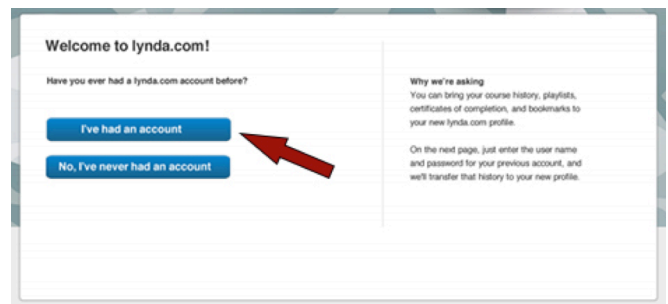 Welcome to lynda.com!
Have you ever had a lynda.com account before?
I've had an account
No, I've never had an account
Why we're asking
You can bring your course history, playlists,
certificates of completion, and bookmarks to
your new lynda.com profile.
On the next page, just enter the user name
and password for your previous account, and
we'll transfer that history to your new profile.